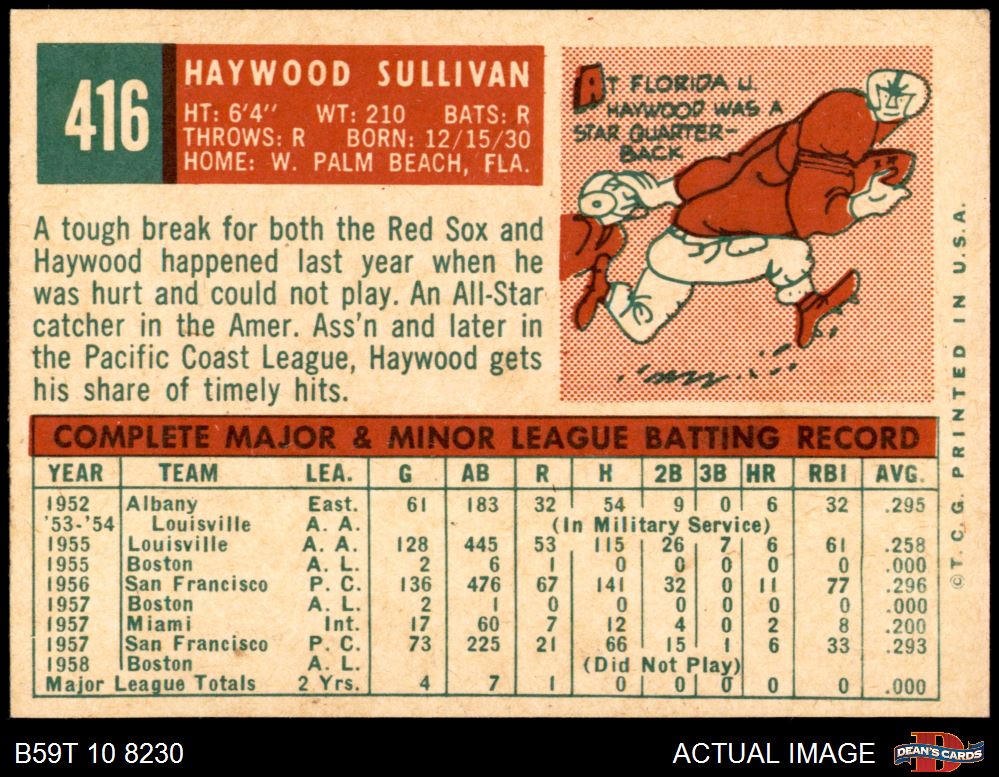 416
HAYWOOD SULLIVAN
HT: 6'4" WT: 210 BATS: R
THROWS: R BORN: 12/15/30
HOME: W. PALM BEACH, FLA.
AT FLORIDA U.
HAYWOOD WAS A
STAR QUARTER-
BACK
A tough break for both the Red Sox and
Haywood happened last year when he
was hurt and could not play. An All-Star
catcher in the Amer. Ass'n and later in
the Pacific Coast League, Haywood gets
his share of timely hits.
COMPLETE MAJOR & MINOR LEAGUE BATTING RECORD
YEAR TEAM LEA. G AB R H 2B 3B HR RBI AVG.
1952 Albany East. 61 183 32 54 9 0 6 32 .295
'53-'54 Louisville A. A. (In Military Service)
1955 Louisville A. A. 128 445 53 115 26 7 6 61 .258
1955 Boston A. L. 2 6 1 0 0 0 0 0 .000
1956 San Francisco P. C. 136 476 67 141 32 0 11 77 .296
1957 Boston A. L. 2 1 0 0 0 0 0 0 .000
1957 Miami Int. 17 60 7 12 4 0 2 8 .200
1957 San Francisco P. C. 73 225 21 66 15 1 6 33 .293
1958 Boston A. L. (Did Not Play)
Major League Totals 2 Yrs. 4 7 1 0 0 0 0 0 .000
©T. C. G. PRINTED IN U.S.A.
B59T 10 8230
ACTUAL IMAGE
D
DEAN'S CARDS